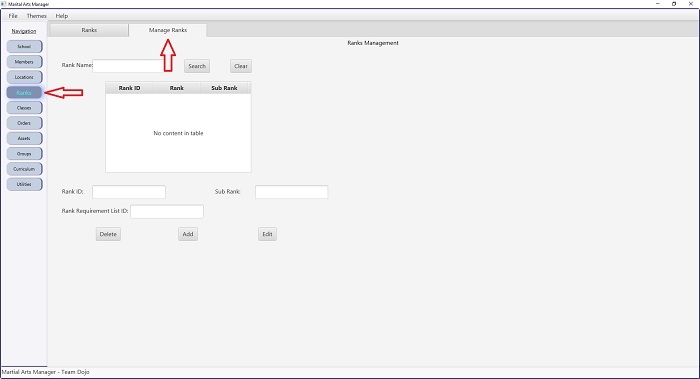 Martial Arts Manager
File Themes Help
Navigation
School
Members
Locations
Ranks
Classes
Orders
Assets
Groups
Curriculum
Utilities
Ranks Manage Ranks
Ranks Management
Rank Name: Search Clear
Rank ID Rank Sub Rank
No content in table
Rank ID: Sub Rank:
Rank Requirement List ID:
Delete Add Edit
Martial Arts Manager - Team Dojo